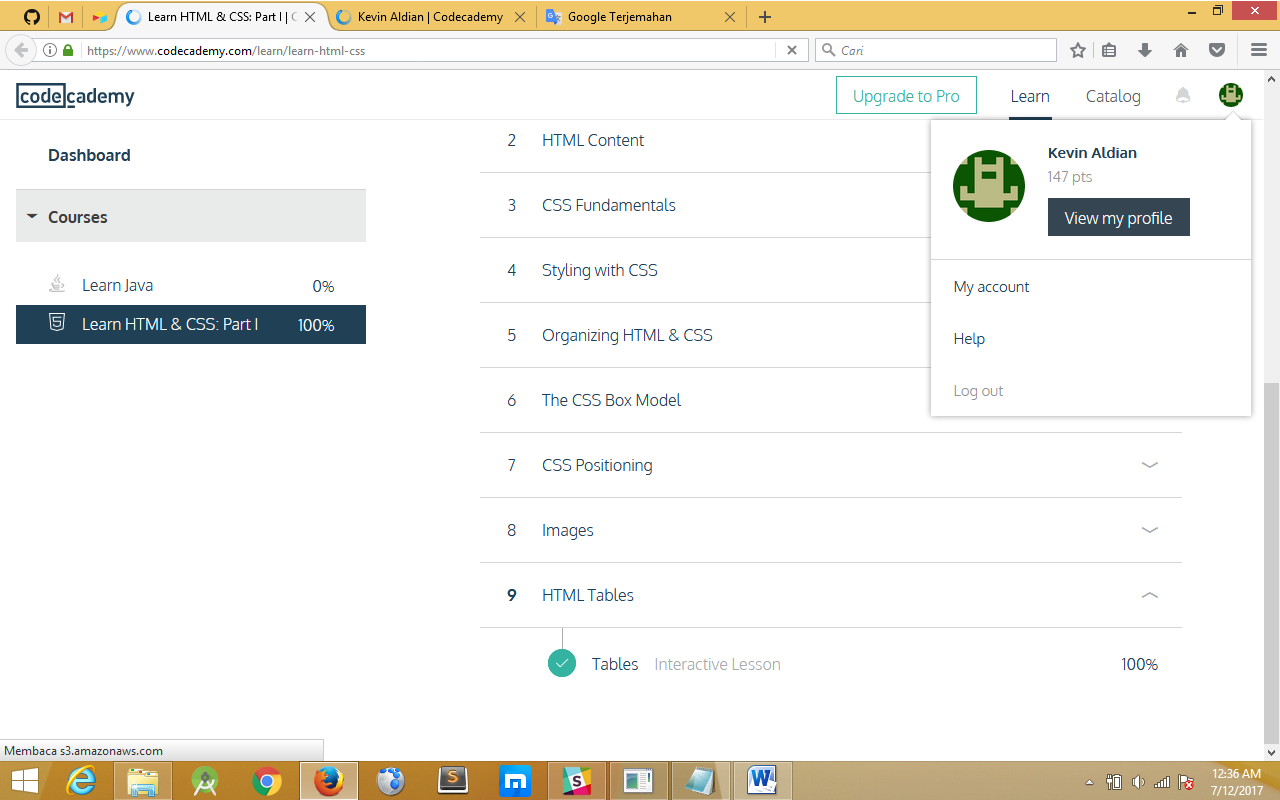 Learn HTML & CSS: Part I | C
Kevin Aldian | Codecademy
Google Terjemahan
https://www.codecademy.com/learn/learn-html-css
Cari
codecademy
Upgrade to Pro
Learn
Catalog
Dashboard
Courses
Learn Java 0%
Learn HTML & CSS: Part I 100%
2 HTML Content
3 CSS Fundamentals
4 Styling with CSS
5 Organizing HTML & CSS
6 The CSS Box Model
7 CSS Positioning
8 Images
9 HTML Tables
Tables Interactive Lesson 100%
Kevin Aldian
147 pts
View my profile
My account
Help
Log out
Membaca s3.amazonaws.com
12:36 AM
7/12/2017